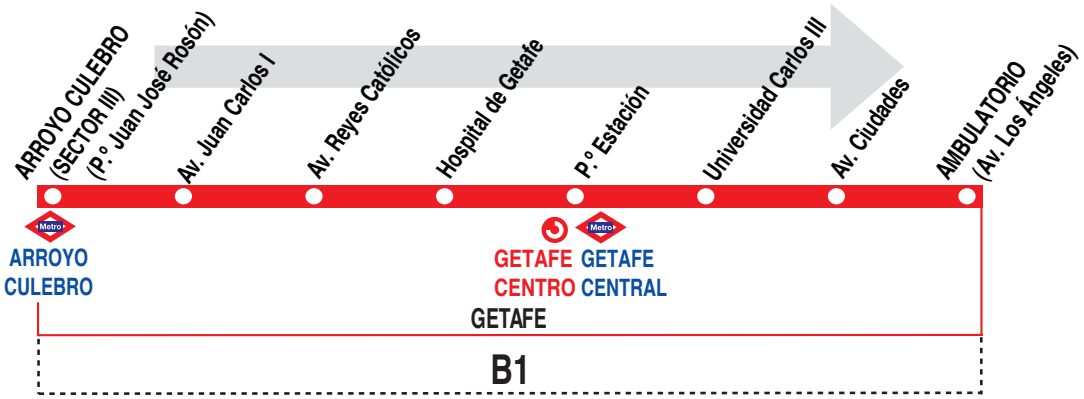 ARROYO CULEBRO
(SECTOR III)
(P.º Juan José Rosón)
Av. Juan Carlos I
Av. Reyes Católicos
Hospital de Getafe
P.º Estación
Universidad Carlos III
Av. Ciudades
AMBULATORIO
(Av. Los Ángeles)
Metro
ARROYO
CULEBRO
GETAFE
CENTRO
Metro
GETAFE
CENTRAL
GETAFE
B1